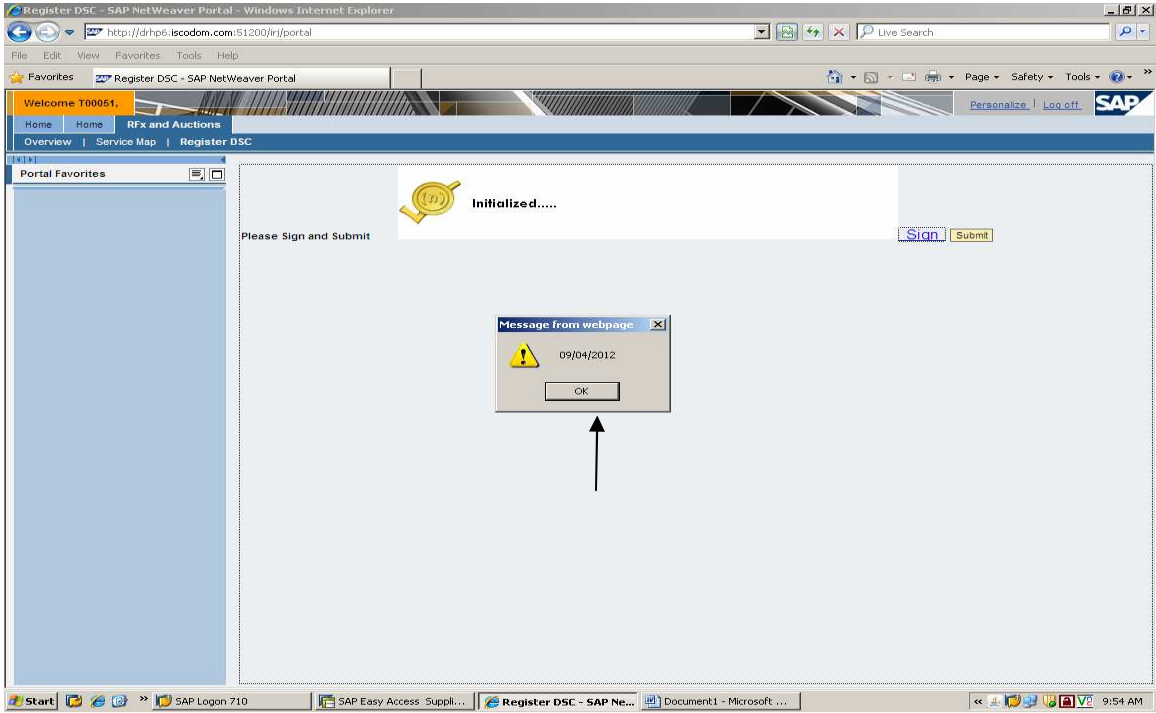 Register DSC - SAP NetWeaver Portal - Windows Internet Explorer
http://drhp6.iscodom.com:51200/irj/portal
Live Search
File Edit View Favorites Tools Help
Favorites Register DSC - SAP NetWeaver Portal Page Safety Tools
Welcome T00051, Personalize Log off SAP
Home Home RFx and Auctions
Overview | Service Map | Register DSC
Portal Favorites
(n) Initialized.....
Please Sign and Submit Sign Submit
Message from webpage
09/04/2012
OK
Start SAP Logon 710 SAP Easy Access Suppli... Register DSC - SAP Ne... Document1 - Microsoft ... 9:54 AM